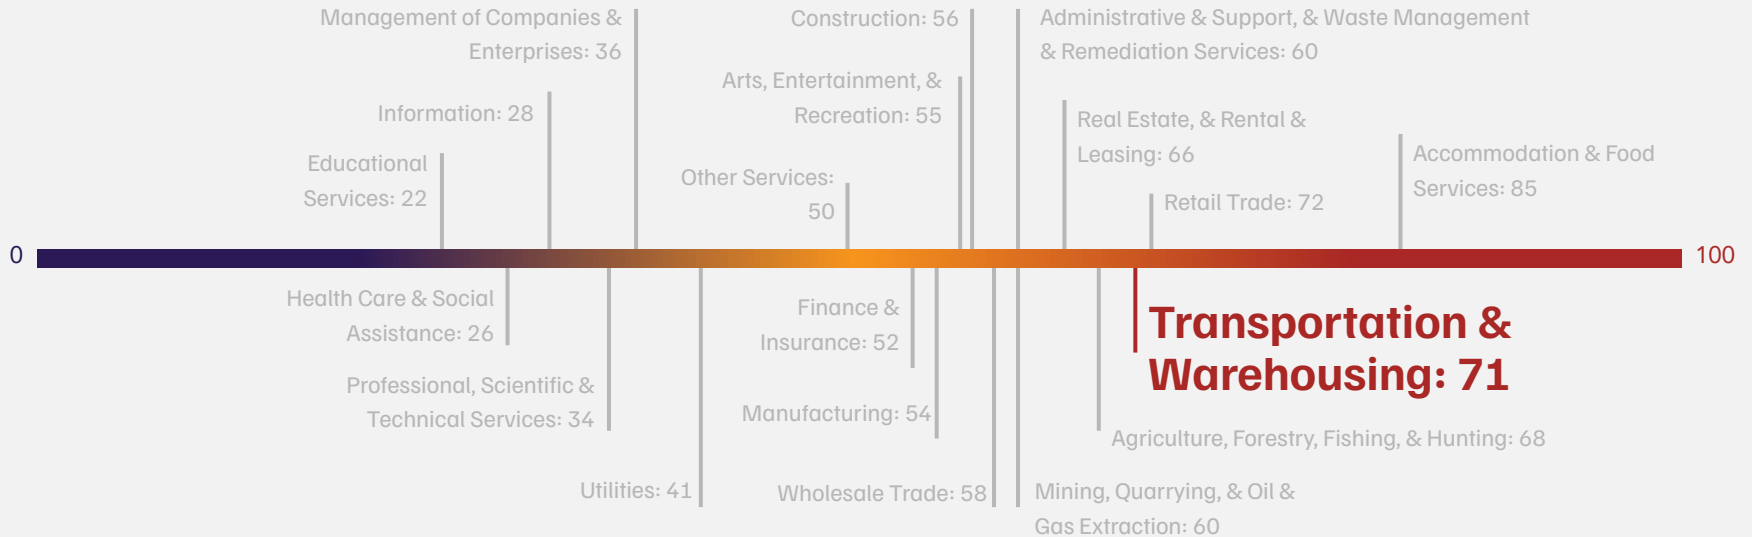 Management of Companies &
Enterprises: 36
Construction: 56
Administrative & Support, & Waste Management
& Remediation Services: 60
Arts, Entertainment, &
Recreation: 55
Information: 28
Real Estate, & Rental &
Leasing: 66
Educational
Services: 22
Accommodation & Food
Services: 85
Other Services:
50
Retail Trade: 72
0
100
Health Care & Social
Assistance: 26
Finance &
Insurance: 52
Transportation &
Warehousing: 71
Professional, Scientific &
Technical Services: 34
Manufacturing: 54
Agriculture, Forestry, Fishing, & Hunting: 68
Utilities: 41
Wholesale Trade: 58
Mining, Quarrying, & Oil &
Gas Extraction: 60